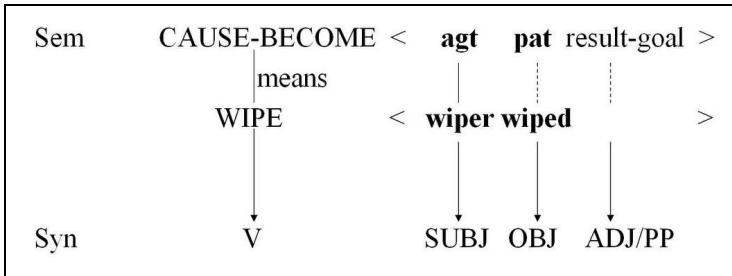 Sem CAUSE-BECOME < agt pat result-goal >
means
WIPE < wiper wiped >
Syn V SUBJ OBJ ADJ/PP